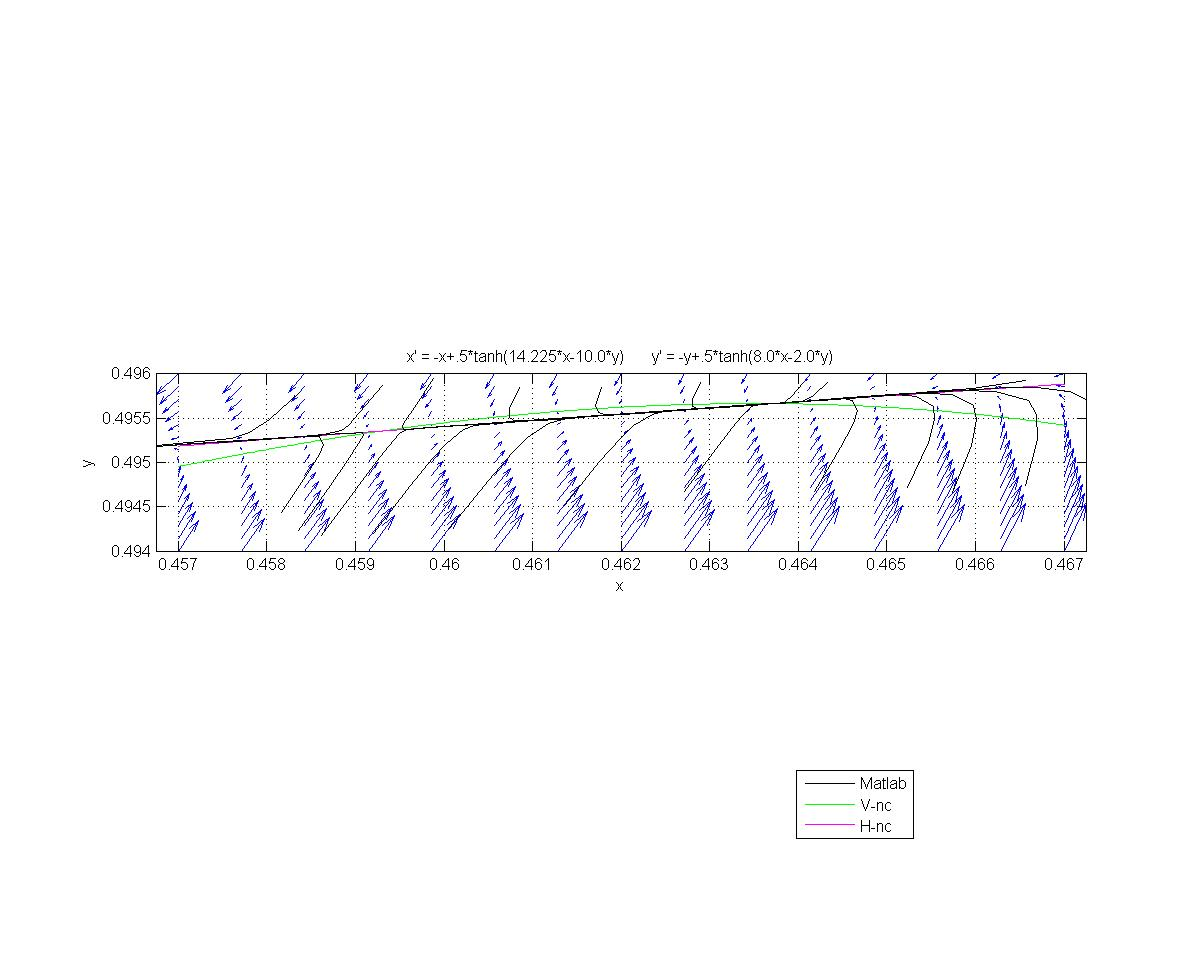 x' = -x+.5*tanh(14.225*x-10.0*y) y' = -y+.5*tanh(8.0*x-2.0*y)
0.496
0.4955
0.495
0.4945
0.494
y
0.457 0.458 0.459 0.46 0.461 0.462 0.463 0.464 0.465 0.466 0.467
x
Matlab
V-nc
H-nc